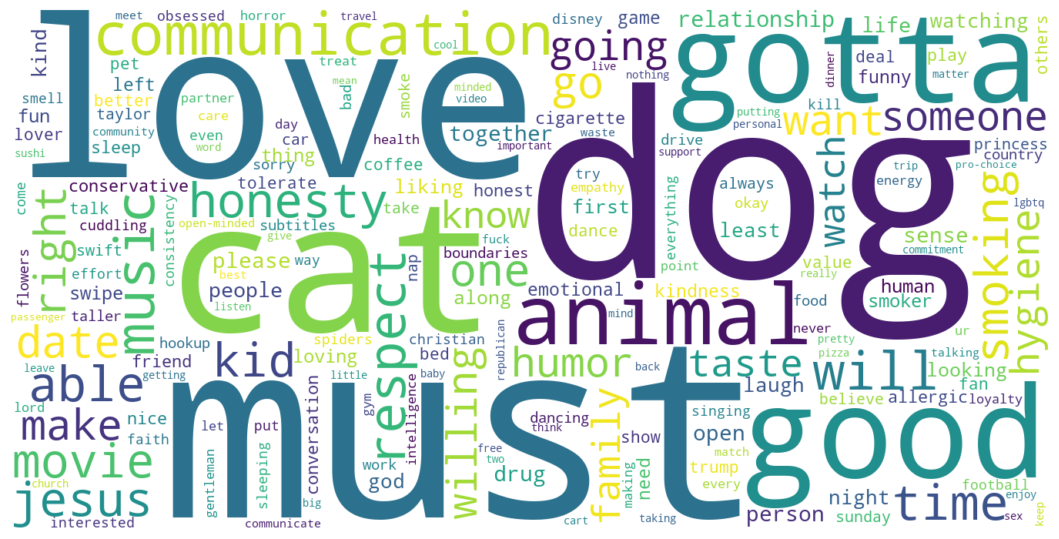 love
dog
must
cat
good
gotta
communication
animal
honesty
respect
music
jesus
movie
date
able
make
kid
right
humor
willing
family
taste
will
time
someone
want
going
go
watch
smoking
hygiene
know
one
together
thing
relationship
life
watching
others
disney
game
deal
play
funny
matter
dinner
live
nothing
meet
obsessed
horror
travel
cool
kind
pet
left
treat
bad
mean
minded
video
smoke
smell
better
partner
care
fun
taylor
lover
community
even
word
day
car
health
important
cigarette
waste
drive
personal
putting
kill
support
sushi
sleep
sorry
coffee
tolerate
liking
honest
come
conservative
talk
cuddling
open-minded
subtitles
take
give
swift
consistency
please
way
effort
flowers
swipe
best
people
listen
taller
passenger
hookup
friend
loving
nap
fuck
boundaries
along
emotional
spiders
christian
bed
try
empathy
okay
first
dance
everything
always
least
trip
energy
pro-choice
princess
country
lgbtq
sense
commitment
value
really
point
kindness
human
smoker
food
mind
never
pretty
pizza
ur
looking
talking
fan
believe
allergic
loyalty
laugh
singing
open
match
trump
every
night
football
enjoy
person
sunday
sex
keep
leave
getting
lord
nice
faith
let
put
church
interested
communicate
gentleman
sleeping
big
conversation
little
baby
gym
intelligence
work
god
republican
back
dancing
think
free
two
show
drug
need
making
cart
taking